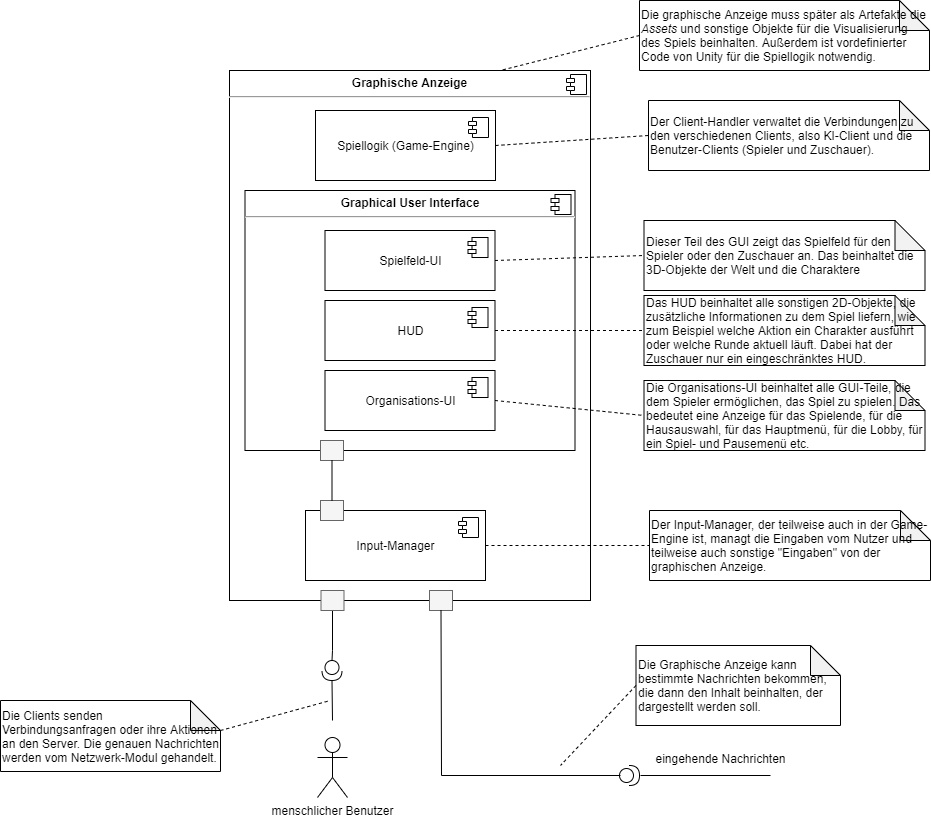 Die graphische Anzeige muss später als Artefakte die
Assets und sonstige Objekte für die Visualisierung
des Spiels beinhalten. Außerdem ist vordefinierter
Code von Unity für die Spiellogik notwendig.
Graphische Anzeige
Spiellogik (Game-Engine)
Der Client-Handler verwaltet die Verbindungen zu
den verschiedenen Clients, also KI-Client und die
Benutzer-Clients (Spieler und Zuschauer).
Graphical User Interface
Spielfeld-UI
Dieser Teil des GUI zeigt das Spielfeld für den
Spieler oder den Zuschauer an. Das beinhaltet die
3D-Objekte der Welt und die Charaktere
HUD
Das HUD beinhaltet alle sonstigen 2D-Objekte, die
zusätzliche Informationen zu dem Spiel liefern, wie
zum Beispiel welche Aktion ein Charakter ausführt
oder welche Runde aktuell läuft. Dabei hat der
Zuschauer nur ein eingeschränktes HUD.
Organisations-UI
Die Organisations-UI beinhaltet alle GUI-Teile, die
dem Spieler ermöglichen, das Spiel zu spielen. Das
bedeutet eine Anzeige für das Spielende, für die
Hausauswahl, für das Hauptmenü, für die Lobby, für
ein Spiel- und Pausemenü etc.
Input-Manager
Der Input-Manager, der teilweise auch in der Game-
Engine ist, managt die Eingaben vom Nutzer und
teilweise auch sonstige "Eingaben" von der
graphischen Anzeige.
Die Graphische Anzeige kann
bestimmte Nachrichten bekommen,
die dann den Inhalt beinhalten, der
dargestellt werden soll.
Die Clients senden
Verbindungsanfragen oder ihre Aktionen
an den Server. Die genauen Nachrichten
werden vom Netzwerk-Modul gehandelt.
eingehende Nachrichten
menschlicher Benutzer